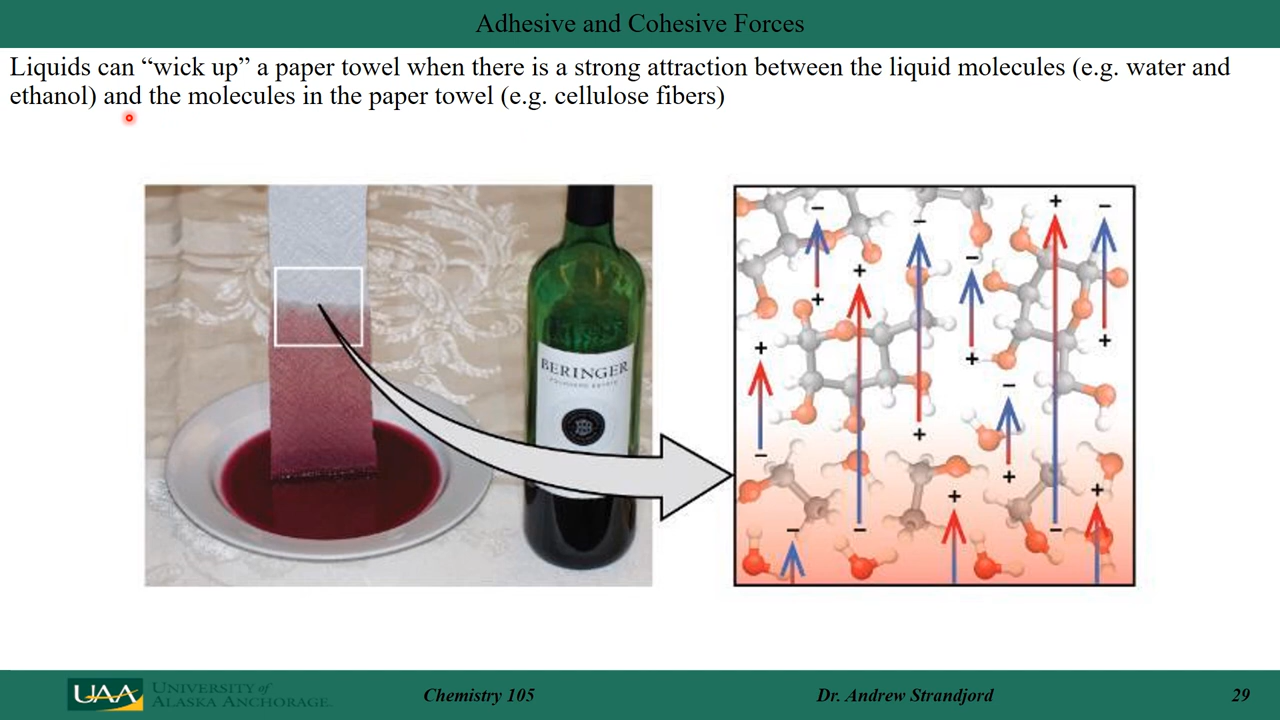 Adhesive and Cohesive Forces
Liquids can “wick up” a paper towel when there is a strong attraction between the liquid molecules (e.g. water and
ethanol) and the molecules in the paper towel (e.g. cellulose fibers)
BERINGER
UAA
UNIVERSITY of
ALASKA ANCHORAGE.
Chemistry 105
Dr. Andrew Strandjord
29